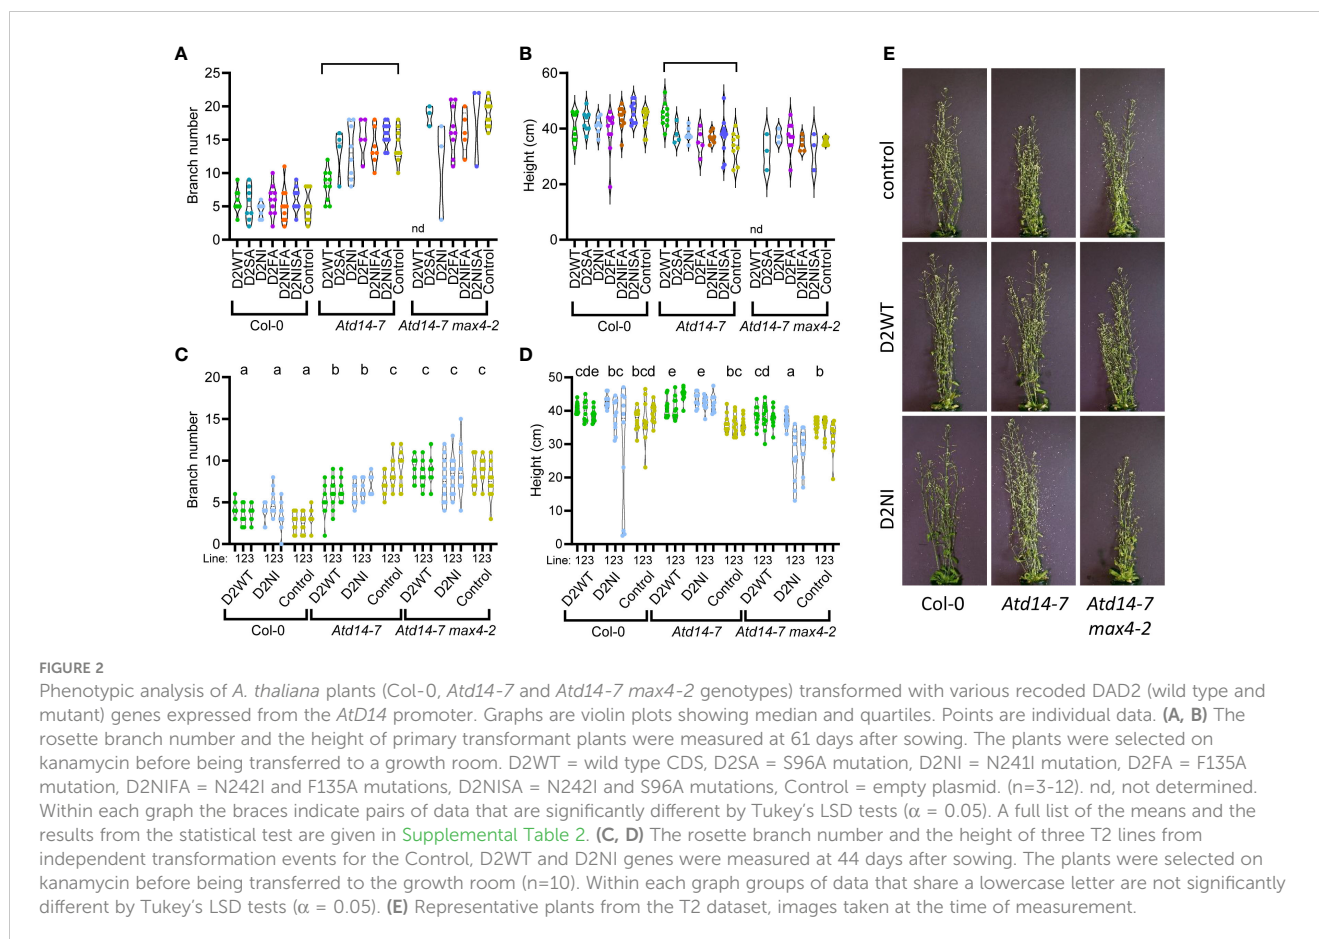 A
25
20
15
10
5
0
Branch number
nd
D2WT
D2SA
D2NI
D2FA
D2NIFA
D2NISA
Control
D2WT
D2SA
D2NI
D2FA
D2NIFA
D2NISA
Control
D2WT
D2SA
D2NI
D2FA
D2NIFA
D2NISA
Control
Col-0
Atd14-7
Atd14-7 max4-2
B
60
40
20
0
Height (cm)
nd
D2WT
D2SA
D2NI
D2FA
D2NIFA
D2NISA
Control
D2WT
D2SA
D2NI
D2FA
D2NIFA
D2NISA
Control
D2WT
D2SA
D2NI
D2FA
D2NIFA
D2NISA
Control
Col-0
Atd14-7
Atd14-7 max4-2
C
20
15
10
5
0
Branch number
a a a b b c c c c
Line: 123 123 123 123 123 123 123 123 123
D2WT
D2NI
Control
D2WT
D2NI
Control
D2WT
D2NI
Control
Col-0
Atd14-7
Atd14-7 max4-2
D
50
40
30
20
10
0
Height (cm)
cde bc bcd e e bc cd a b
Line: 123 123 123 123 123 123 123 123 123
D2WT
D2NI
Control
D2WT
D2NI
Control
D2WT
D2NI
Control
Col-0
Atd14-7
Atd14-7 max4-2
E
control
D2WT
D2NI
Col-0
Atd14-7
Atd14-7
max4-2
FIGURE 2
Phenotypic analysis of A. thaliana plants (Col-0, Atd14-7 and Atd14-7 max4-2 genotypes) transformed with various recoded DAD2 (wild type and
mutant) genes expressed from the AtD14 promoter. Graphs are violin plots showing median and quartiles. Points are individual data. (A, B) The
rosette branch number and the height of primary transformant plants were measured at 61 days after sowing. The plants were selected on
kanamycin before being transferred to a growth room. D2WT = wild type CDS, D2SA = S96A mutation, D2NI = N241I mutation, D2FA = F135A
mutation, D2NIFA = N242I and F135A mutations, D2NISA = N242I and S96A mutations, Control = empty plasmid. (n=3-12). nd, not determined.
Within each graph the braces indicate pairs of data that are significantly different by Tukey's LSD tests (α = 0.05). A full list of the means and the
results from the statistical test are given in Supplemental Table 2. (C, D) The rosette branch number and the height of three T2 lines from
independent transformation events for the Control, D2WT and D2NI genes were measured at 44 days after sowing. The plants were selected on
kanamycin before being transferred to the growth room (n=10). Within each graph groups of data that share a lowercase letter are not significantly
different by Tukey's LSD tests (α = 0.05). (E) Representative plants from the T2 dataset, images taken at the time of measurement.